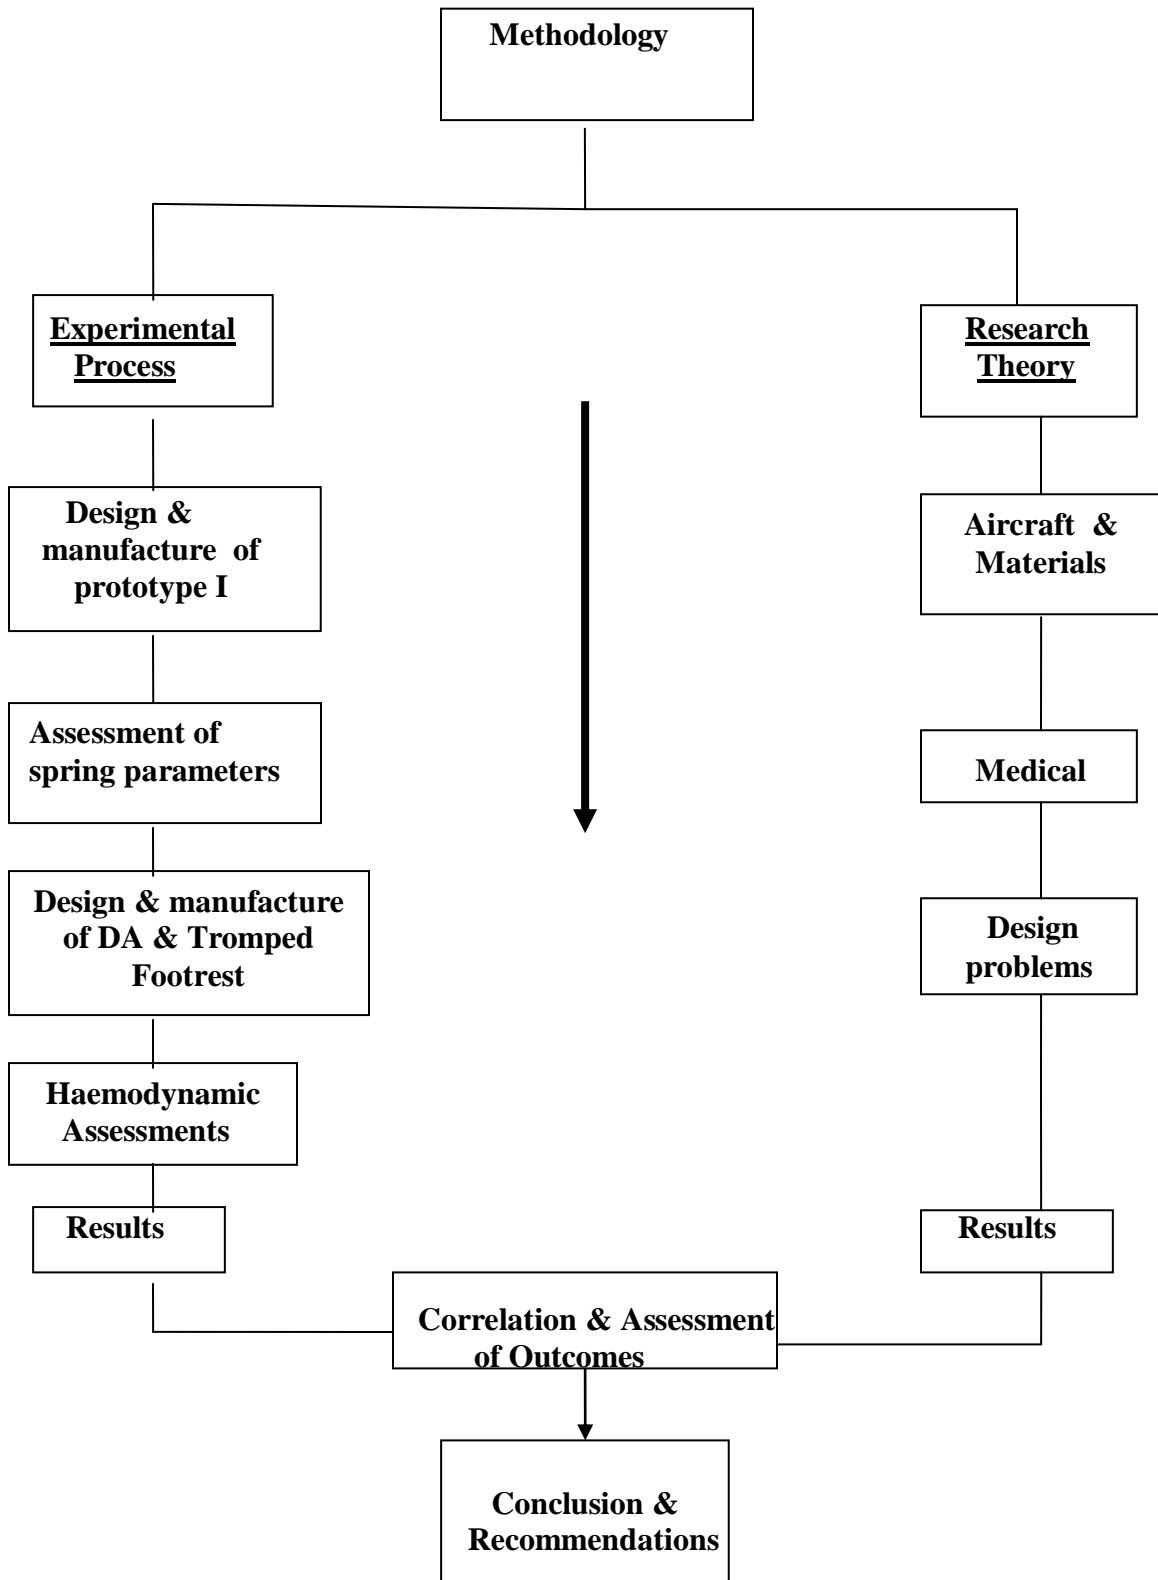 Methodology
Experimental
Process
Design &
manufacture of
prototype I
Assessment of
spring parameters
Design & manufacture
of DA & Tromped
Footrest
Haemodynamic
Assessments
Results
Research
Theory
Aircraft &
Materials
Medical
Design
problems
Results
Correlation & Assessment
of Outcomes
Conclusion &
Recommendations